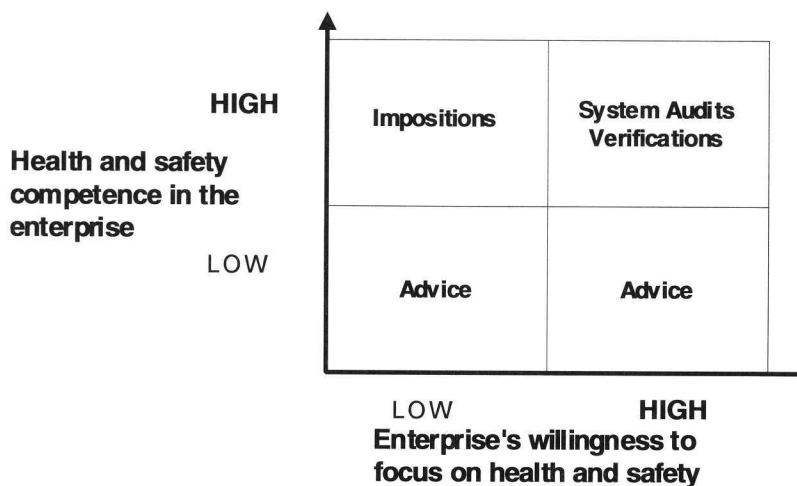 HIGH
Impositions
System Audits
Verifications
Health and safety
competence in the
enterprise
LOW
Advice
Advice
LOW
HIGH
Enterprise's willingness to
focus on health and safety